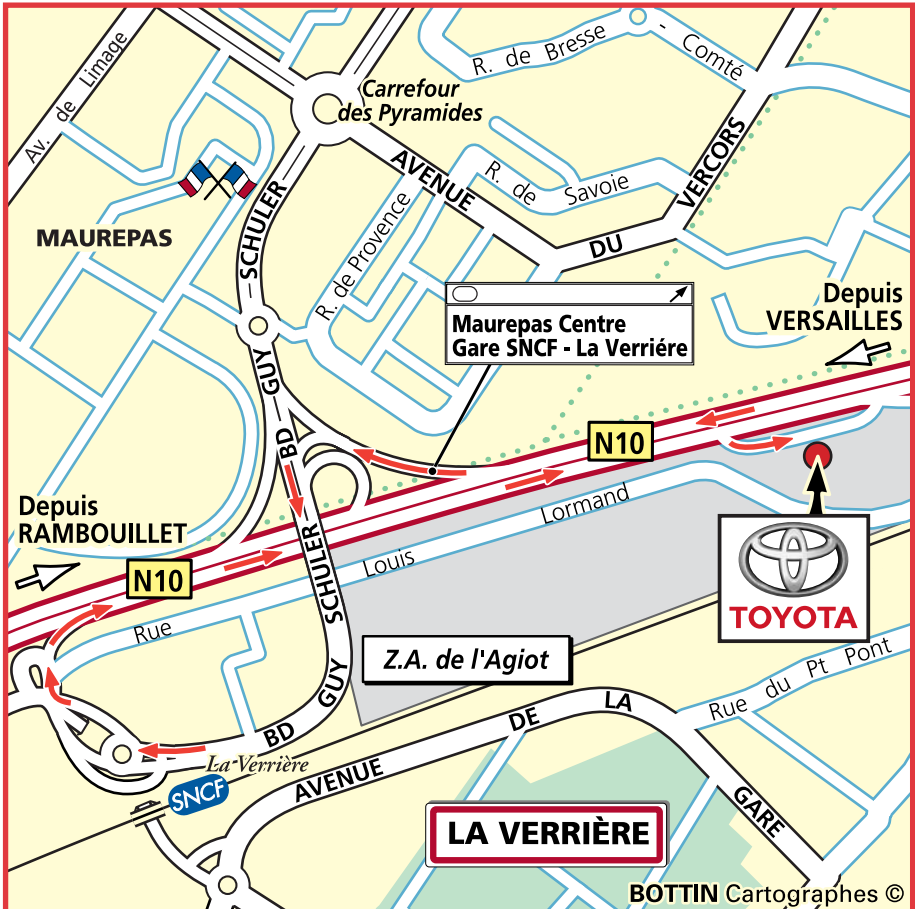 Av. de Limage
R. de Bresse - Comté
Carrefour
des Pyramides
AVENUE DU VERCORS
R. de Savoie
SCHULER
R. de Provence
MAUREPAS
Maurepas Centre
Gare SNCF - La Verriére
Depuis
VERSAILLES
BD GUY
N10
Depuis
RAMBOUILLET
N10
Rue Louis Lormand
BD GUY SCHULER
TOYOTA
Z.A. de l'Agiot
Rue du Pt Pont
La Verrière
SNCF
AVENUE DE LA GARE
LA VERRIÈRE
BOTTIN Cartographes ©